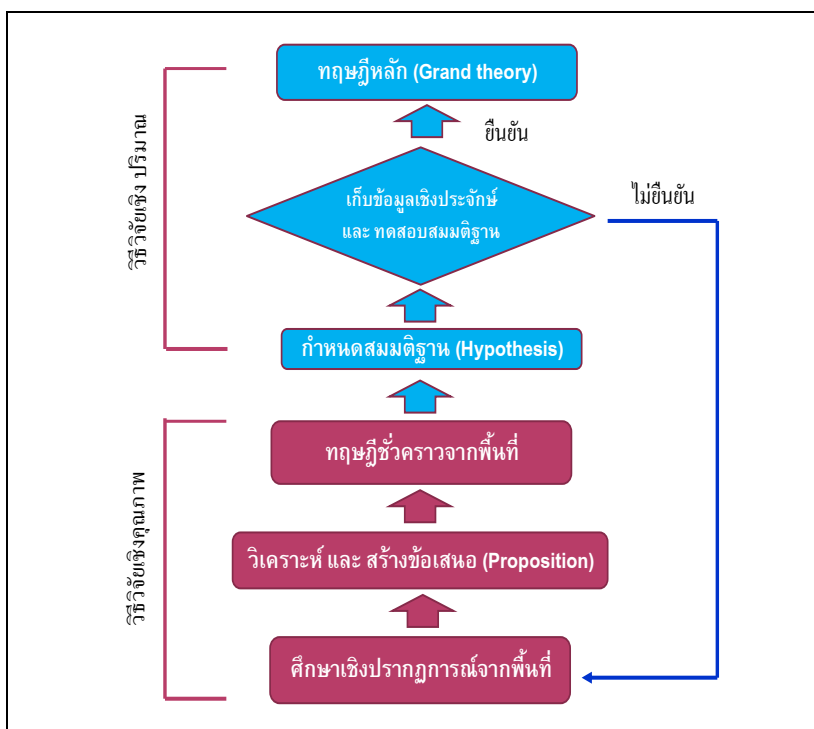 ทฤษฎีหลัก (Grand theory)
ยืนยัน
เก็บข้อมูลเชิงประจักษ์
และ ทดสอบสมมติฐาน
ไม่ยืนยัน
วิธีวิจัยเชิง ปริมาณ
กำหนดสมมติฐาน (Hypothesis)
ทฤษฎีชั่วคราวจากพื้นที่
วิเคราะห์ และ สร้างข้อเสนอ (Proposition)
วิธีวิจัยเชิงคุณภาพ
ศึกษาเชิงปรากฏการณ์จากพื้นที่